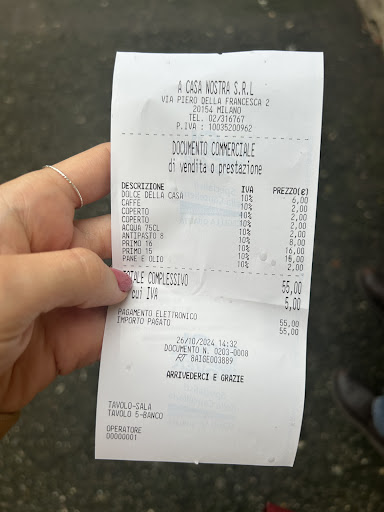 A CASA NOSTRA S.R.L
VIA PIERO DELLA FRANCESCA 2
20154 MILANO
TEL. 02/316767
P.IVA : 10035200962
DOCUMENTO COMMERCIALE
di vendita o prestazione
DESCRIZIONE IVA PREZZO(€)
DOLCE DELLA CASA 10% 6,00
CAFFE 10% 2,00
COPERTO 10% 2,00
COPERTO 10% 2,00
ACQUA 75CL 10% 2,00
ANTIPASTO 8 10% 8,00
PRIMO 16 10% 16,00
PRIMO 15 10% 15,00
PANE E OLIO 10% 2,00
TOTALE COMPLESSIVO 55,00
cui IVA 5,00
PAGAMENTO ELETTRONICO 55,00
IMPORTO PAGATO 55,00
26/10/2024 14:32
DOCUMENTO N. 0203-0008
RT 8AIGE003889
ARRIVEDERCI E GRAZIE
TAVOLO-SALA
TAVOLO 5-BANCO
OPERATORE
00000001